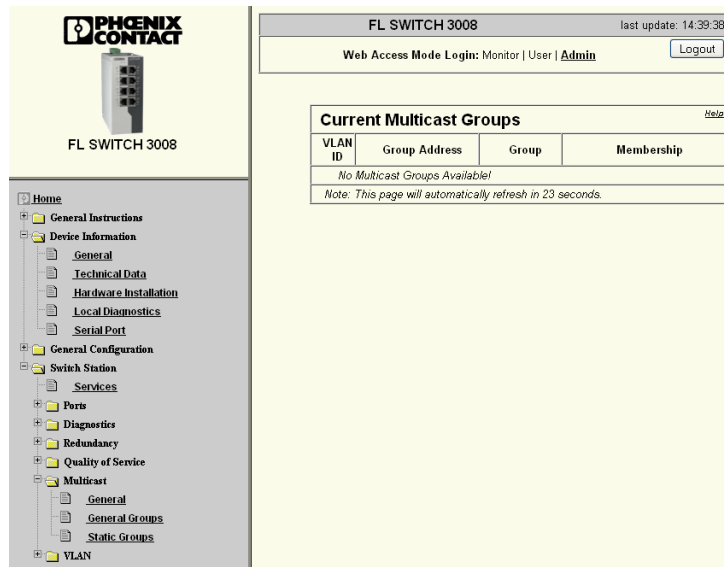 PHŒNIX
CONTACT
FL SWITCH 3008
Home
General Instructions
Device Information
General
Technical Data
Hardware Installation
Local Diagnostics
Serial Port
General Configuration
Switch Station
Services
Ports
Diagnostics
Redundancy
Quality of Service
Multicast
General
General Groups
Static Groups
VLAN
FL SWITCH 3008 last update: 14:39:38
Web Access Mode Login: Monitor | User | Admin Logout
Current Multicast Groups Help
VLAN ID Group Address Group Membership
No Multicast Groups Available!
Note: This page will automatically refresh in 23 seconds.